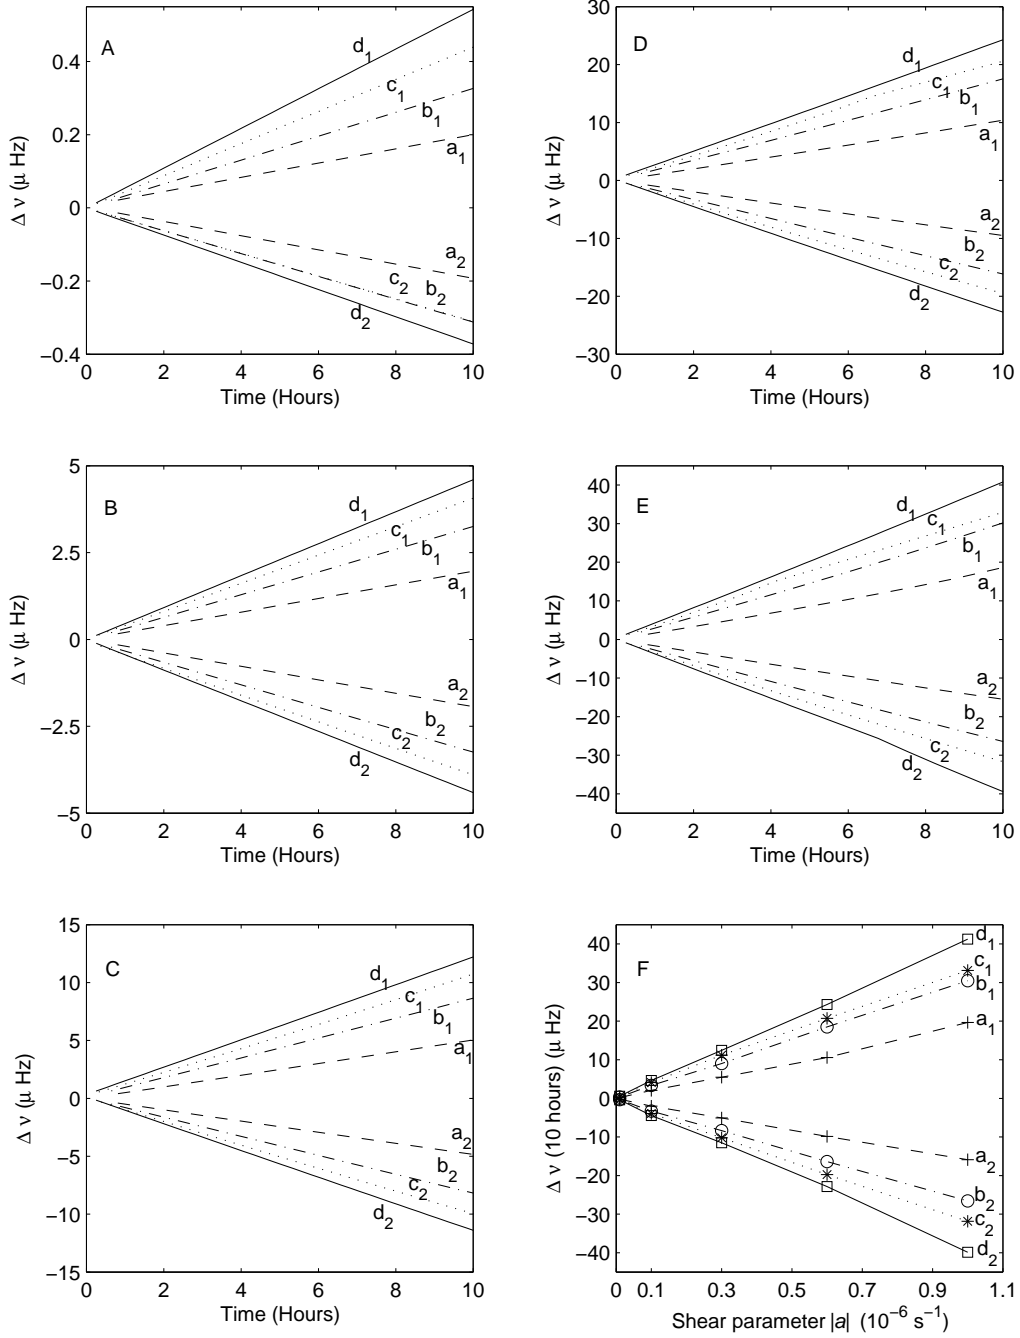 A
0.4
0.2
0
−0.2
−0.4
Δ ν (μ Hz)
d1
c1
b1
a1
a2
c2
b2
d2
0 2 4 6 8 10
Time (Hours)
D
30
20
10
0
−10
−20
−30
Δ ν (μ Hz)
d1
c1
b1
a1
a2
b2
c2
d2
0 2 4 6 8 10
Time (Hours)
B
5
2.5
0
−2.5
−5
Δ ν (μ Hz)
d1
c1
b1
a1
a2
b2
c2
d2
0 2 4 6 8 10
Time (Hours)
E
40
30
20
10
0
−10
−20
−30
−40
Δ ν (μ Hz)
d1
c1
b1
a1
a2
b2
c2
d2
0 2 4 6 8 10
Time (Hours)
C
15
10
5
0
−5
−10
−15
Δ ν (μ Hz)
d1
c1
b1
a1
a2
b2
c2
d2
0 2 4 6 8 10
Time (Hours)
F
40
30
20
10
0
−10
−20
−30
−40
Δ ν (10 hours) (μ Hz)
d1
c1
b1
a1
a2
b2
c2
d2
0 0.1 0.3 0.5 0.7 0.9 1.1
Shear parameter |a| (10⁻⁶ s⁻¹)